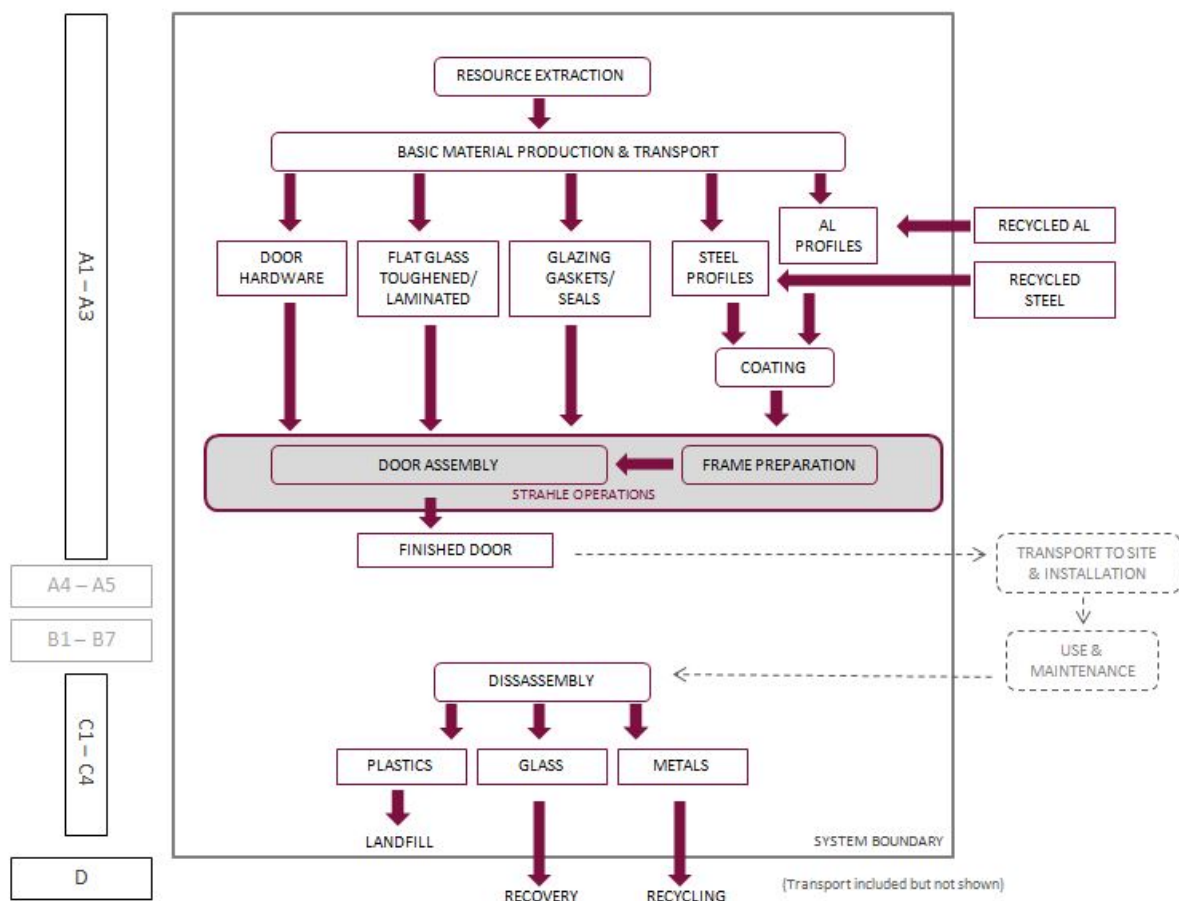 RESOURCE EXTRACTION
BASIC MATERIAL PRODUCTION & TRANSPORT
A1 – A3
DOOR
HARDWARE
FLAT GLASS
TOUGHENED/
LAMINATED
GLAZING
GASKETS/
SEALS
STEEL
PROFILES
AL
PROFILES
RECYCLED AL
RECYCLED
STEEL
COATING
DOOR ASSEMBLY
FRAME PREPARATION
STRAHLE OPERATIONS
FINISHED DOOR
TRANSPORT TO SITE
& INSTALLATION
A4 – A5
B1 – B7
USE &
MAINTENANCE
DISSASSEMBLY
C1 – C4
PLASTICS
GLASS
METALS
LANDFILL
SYSTEM BOUNDARY
D
RECOVERY
RECYCLING
(Transport included but not shown)